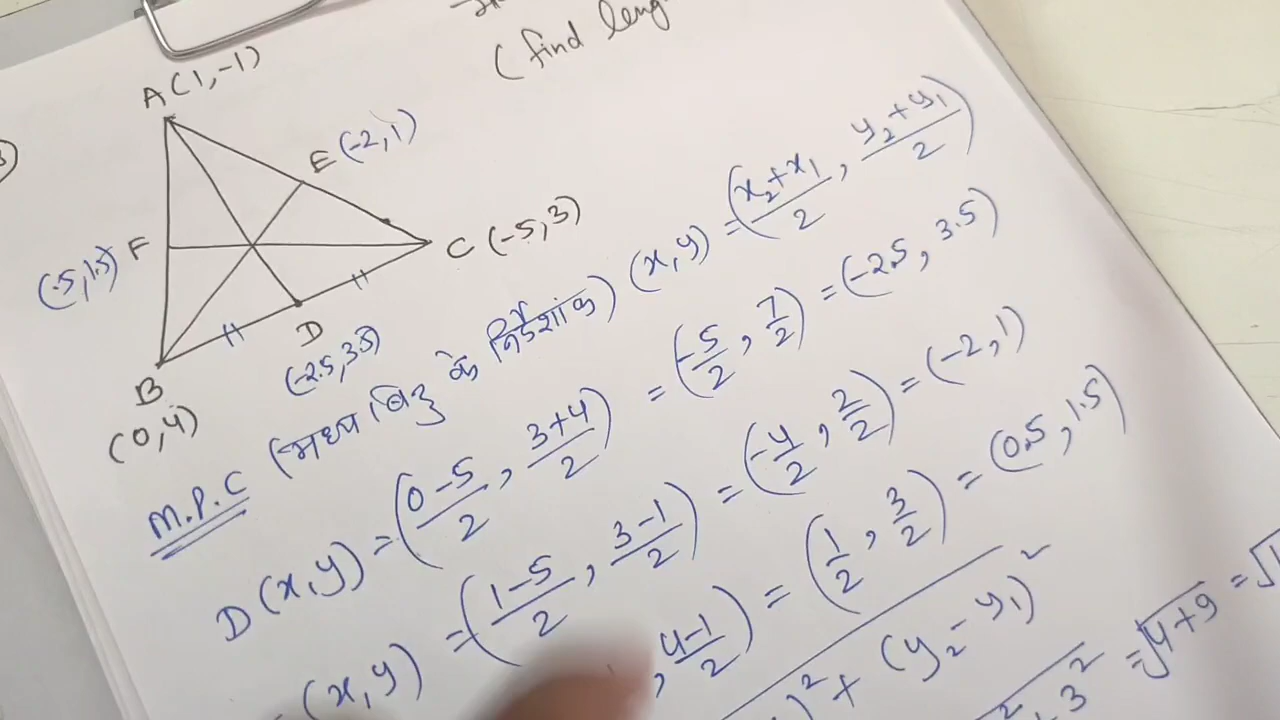 (find leng
A(1,-1)
E (-2,1)
C (-5,3)
F
(.5,1.5)
D
(-2.5,3.5)
B
(0,4)
M.P.C (मध्य बिंदु के निर्देशांक) (x,y) = (x₂+x₁/2, y₂+y₁/2)
D(x,y) = (0-5/2, 3+4/2) = (-5/2, 7/2) = (-2.5, 3.5)
(x,y) = (1-5/2, 3-1/2) = (-4/2, 2/2) = (-2,1)
, 4-1/2) = (1/2, 3/2) = (0.5, 1.5)
)² + (y₂-y₁)²
² + 3² = √4+9 = √1